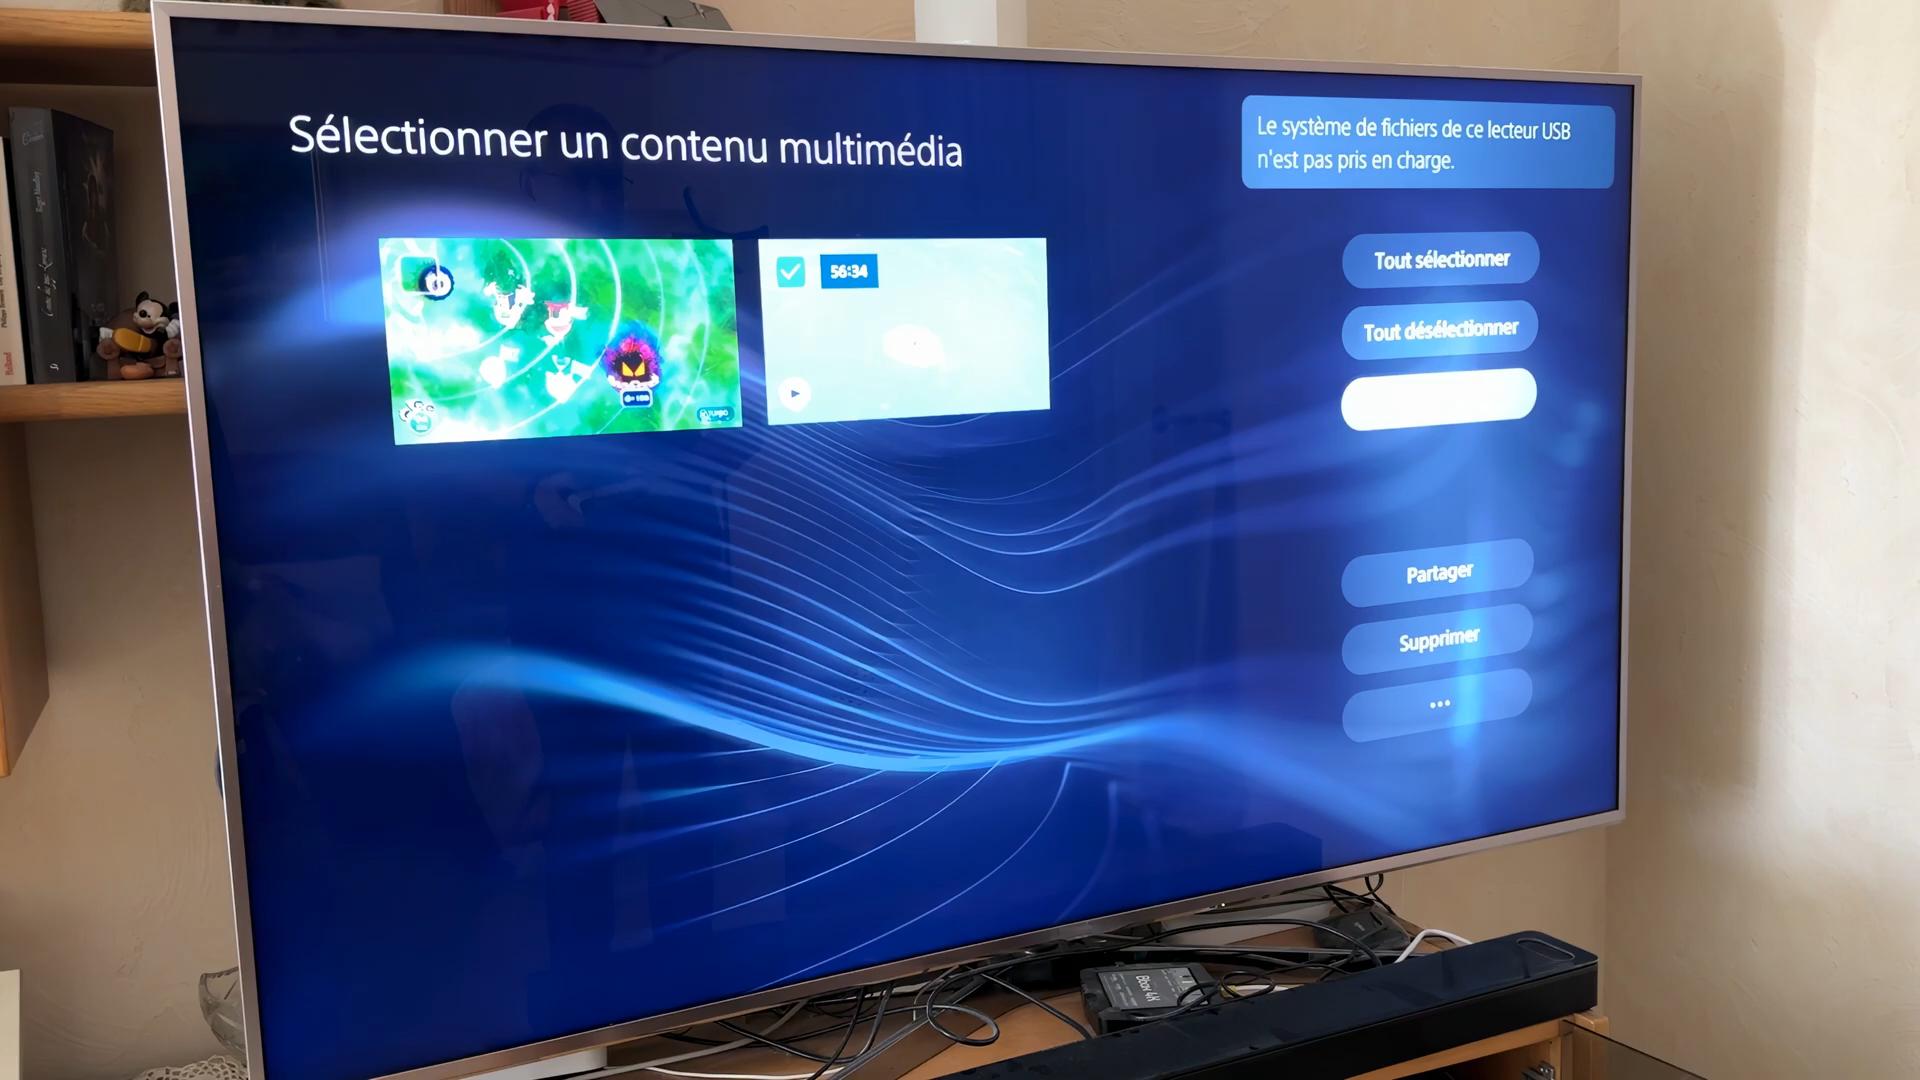 Sélectionner un contenu multimédia
Le système de fichiers de ce lecteur USB
n'est pas pris en charge.
56:34
Tout sélectionner
Tout désélectionner
Partager
Supprimer
...